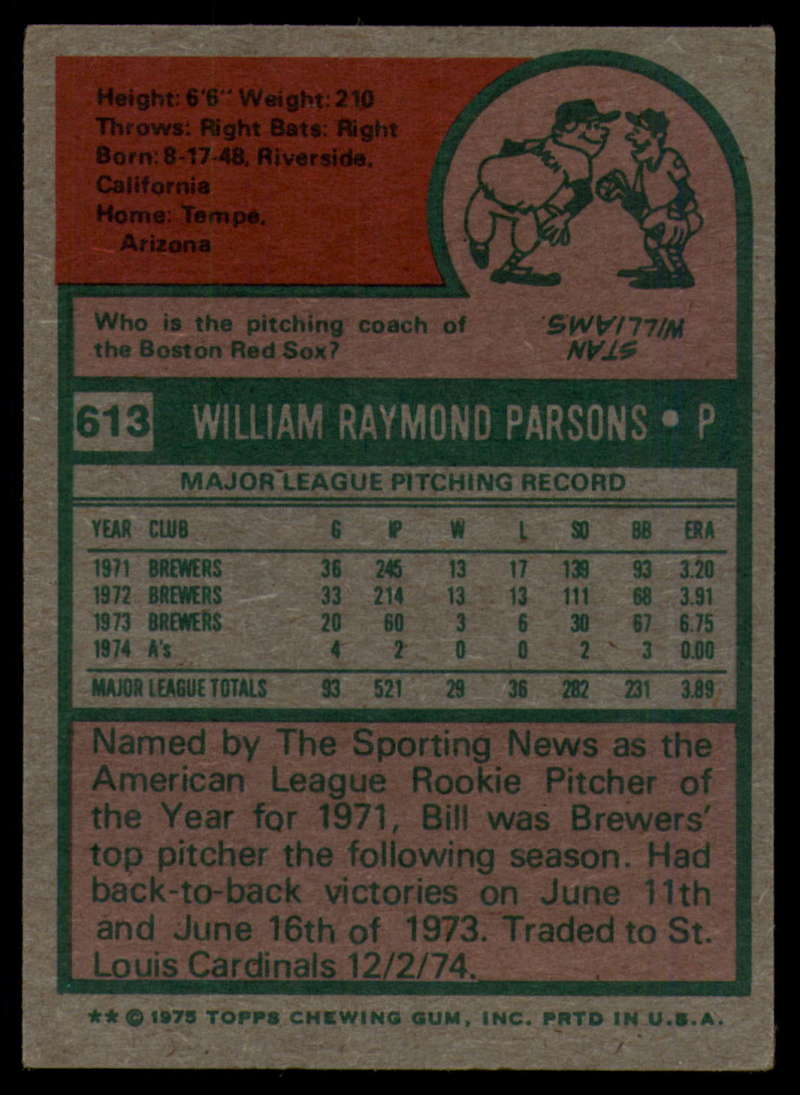 Height: 6'6" Weight: 210
Throws: Right Bats: Right
Born: 8-17-48, Riverside,
California
Home: Tempe,
Arizona
Who is the pitching coach of
the Boston Red Sox?
STAN
WILLIAMS.
613 WILLIAM RAYMOND PARSONS • P
MAJOR LEAGUE PITCHING RECORD
YEAR CLUB G IP W L SO BB ERA
1971 BREWERS 36 245 13 17 139 93 3.20
1972 BREWERS 33 214 13 13 111 68 3.91
1973 BREWERS 20 60 3 6 30 67 6.75
1974 A's 4 2 0 0 2 3 0.00
MAJOR LEAGUE TOTALS 93 521 29 36 282 231 3.89
Named by The Sporting News as the
American League Rookie Pitcher of
the Year for 1971, Bill was Brewers'
top pitcher the following season. Had
back-to-back victories on June 11th
and June 16th of 1973. Traded to St.
Louis Cardinals 12/2/74.
** © 1975 TOPPS CHEWING GUM, INC. PRTD IN U.S.A.